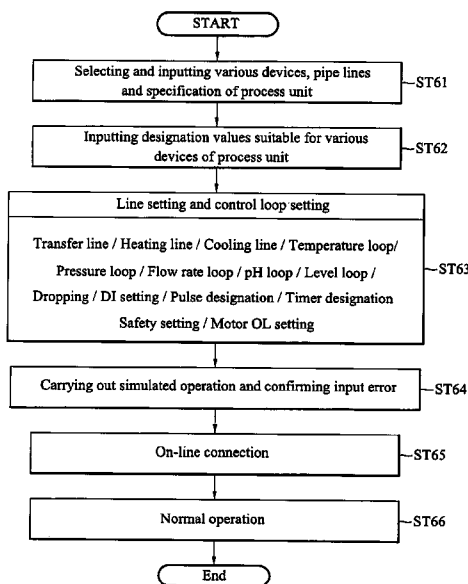 START
Selecting and inputting various devices, pipe lines
and specification of process unit
ST61
Inputting designation values suitable for various
devices of process unit
ST62
Line setting and control loop setting
Transfer line / Heating line / Cooling line / Temperature loop/
Pressure loop / Flow rate loop / pH loop / Level loop /
Dropping / DI setting / Pulse designation / Timer designation
Safety setting / Motor OL setting
ST63
Carrying out simulated operation and confirming input error
ST64
On-line connection
ST65
Normal operation
ST66
End